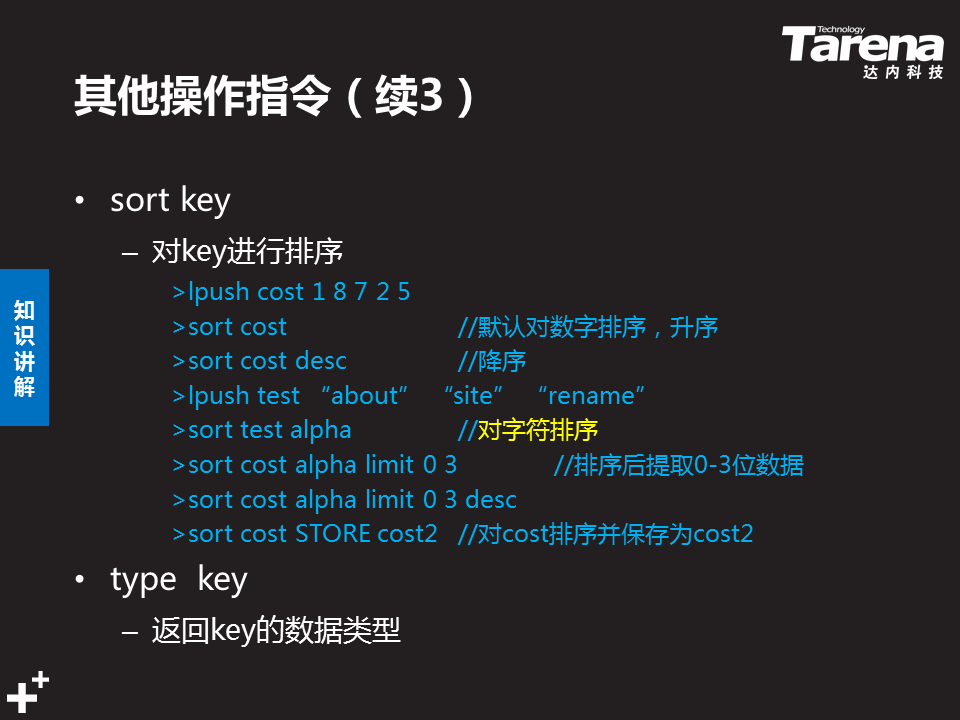 Technology
Tarena
达内科技
其他操作指令（续3）
• sort key
– 对key进行排序
>lpush cost 1 8 7 2 5
>sort cost //默认对数字排序，升序
>sort cost desc //降序
>lpush test “about” “site” “rename”
>sort test alpha //对字符排序
>sort cost alpha limit 0 3 //排序后提取0-3位数据
>sort cost alpha limit 0 3 desc
>sort cost STORE cost2 //对cost排序并保存为cost2
• type key
– 返回key的数据类型
知
识
讲
解